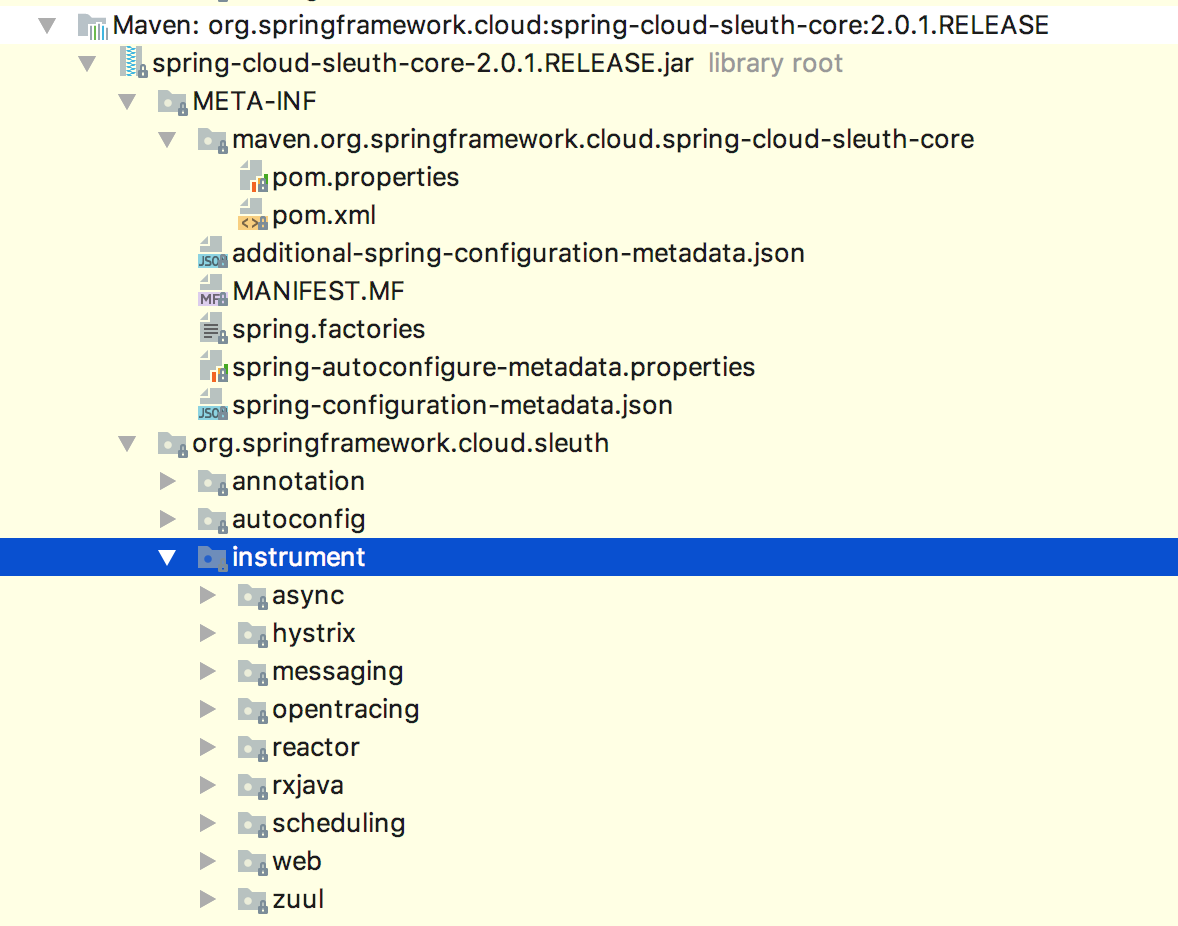 Maven: org.springframework.cloud:spring-cloud-sleuth-core:2.0.1.RELEASE
spring-cloud-sleuth-core-2.0.1.RELEASE.jar library root
META-INF
maven.org.springframework.cloud.spring-cloud-sleuth-core
pom.properties
pom.xml
additional-spring-configuration-metadata.json
MANIFEST.MF
spring.factories
spring-autoconfigure-metadata.properties
spring-configuration-metadata.json
org.springframework.cloud.sleuth
annotation
autoconfig
instrument
async
hystrix
messaging
opentracing
reactor
rxjava
scheduling
web
zuul